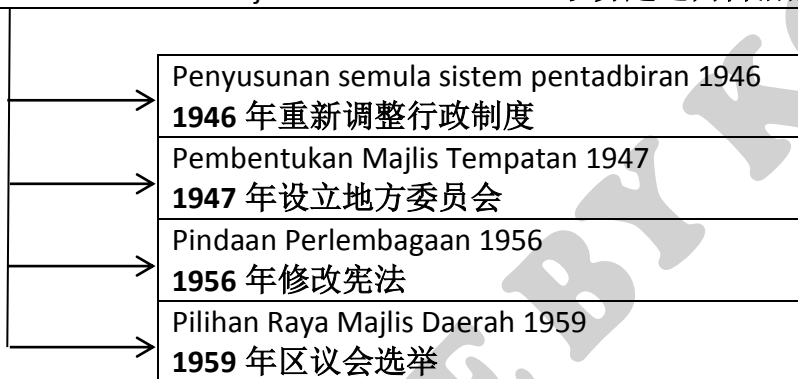 Penyusunan semula sistem pentadbiran 1946
1946 年重新调整行政制度
Pembentukan Majlis Tempatan 1947
1947 年设立地方委员会
Pindaan Perlembagaan 1956
1956 年修改宪法
Pilihan Raya Majlis Daerah 1959
1959 年区议会选举